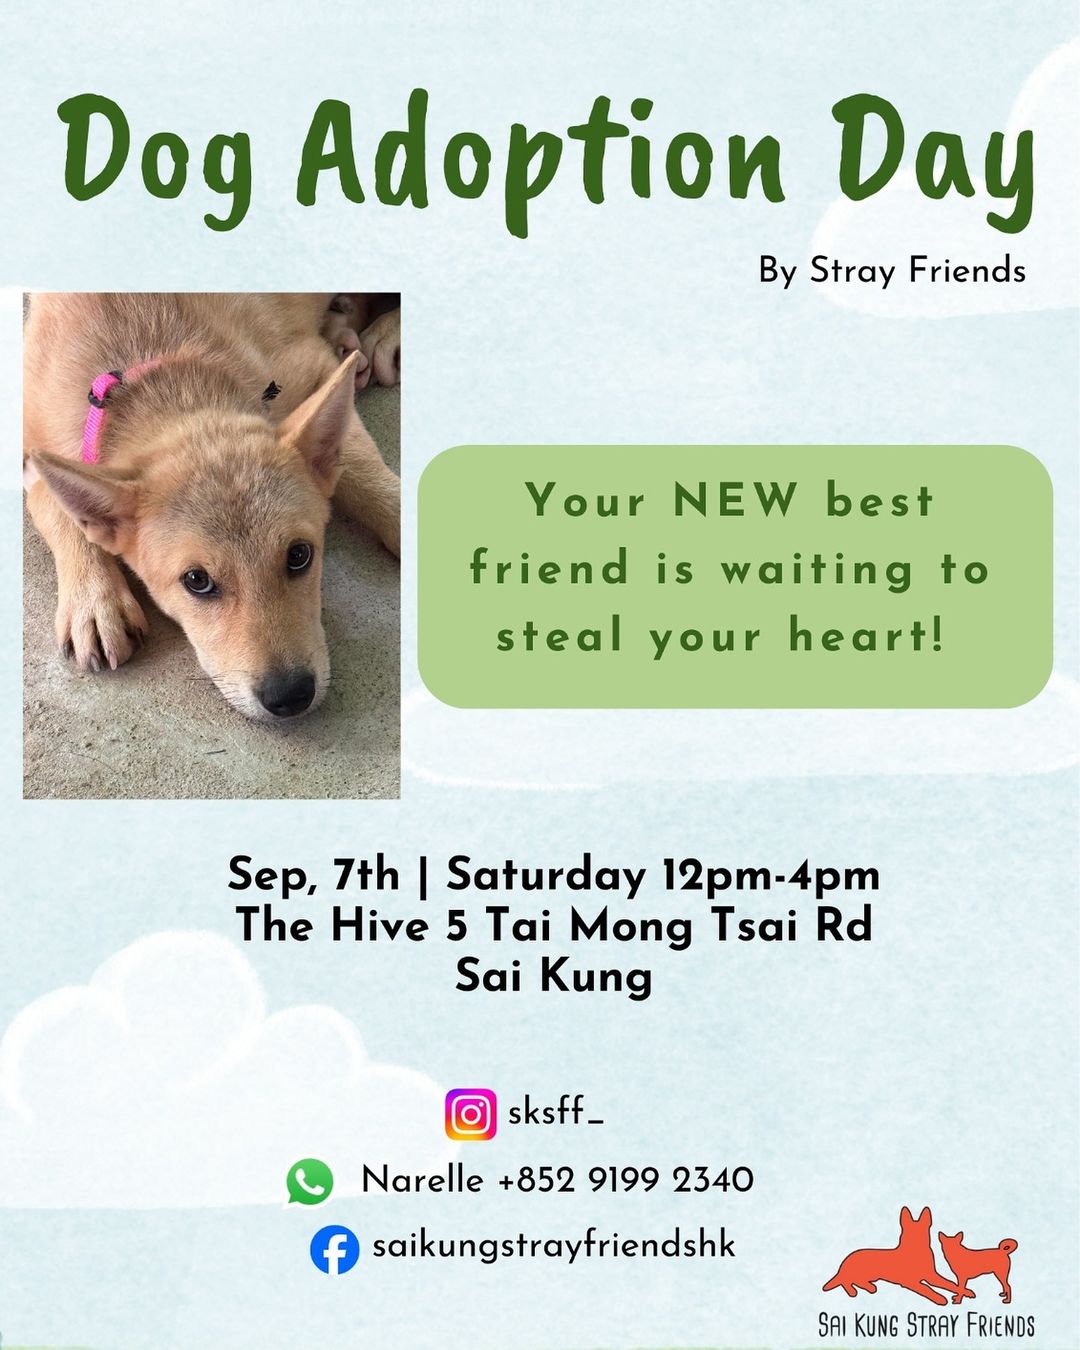 Dog Adoption Day
By Stray Friends
Your NEW best
friend is waiting to
steal your heart!
Sep, 7th | Saturday 12pm-4pm
The Hive 5 Tai Mong Tsai Rd
Sai Kung
sksff_
Narelle +852 9199 2340
saikungstrayfriendshk
SAI KUNG STRAY FRIENDS